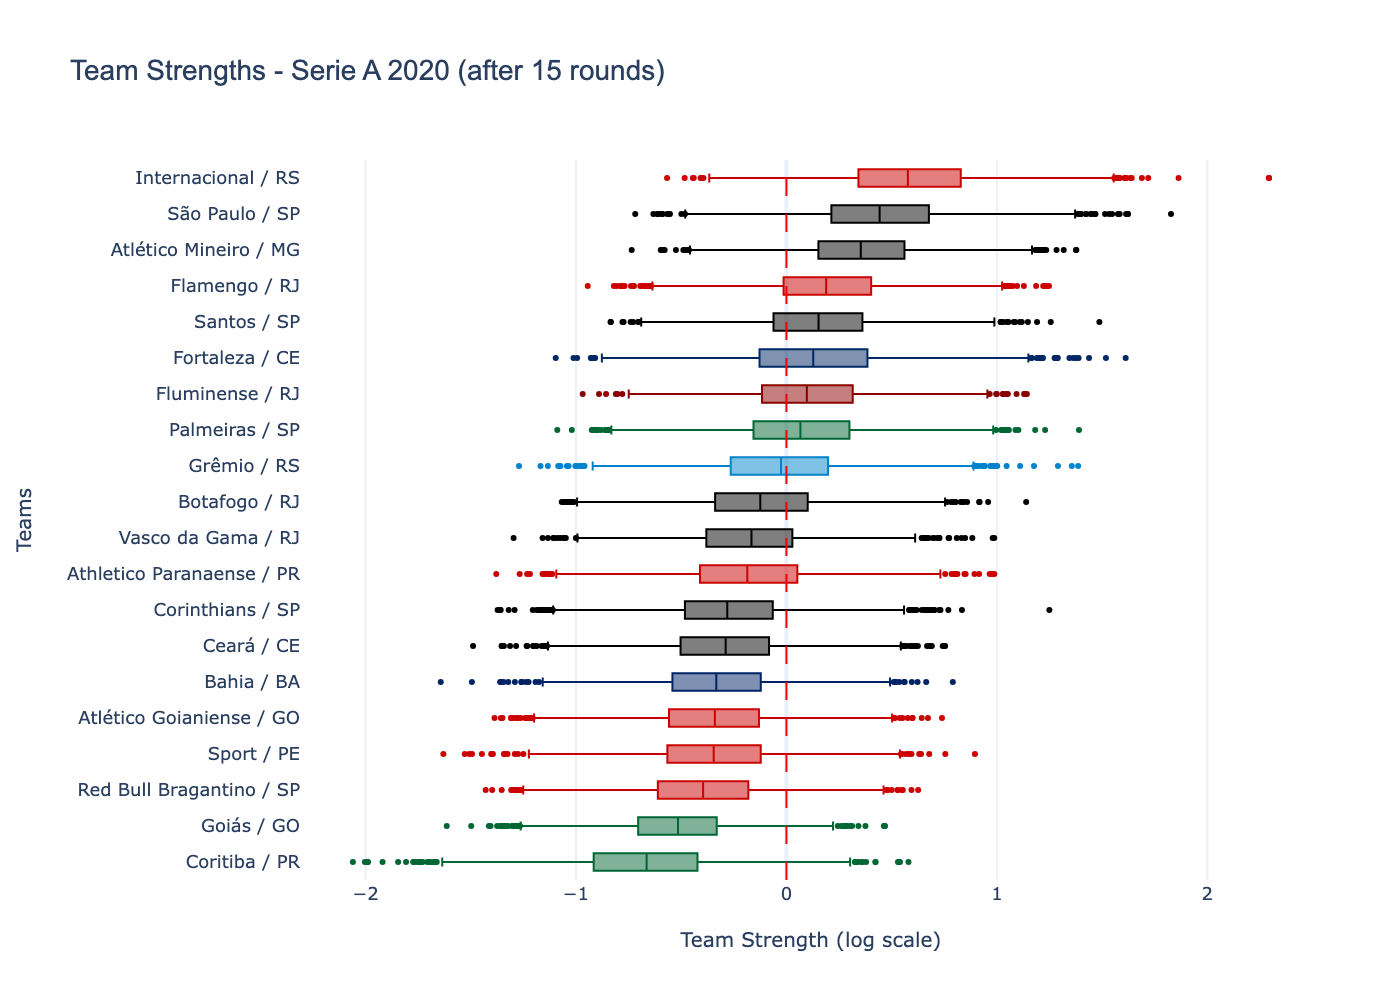 Team Strengths - Serie A 2020 (after 15 rounds)
Internacional / RS
São Paulo / SP
Atlético Mineiro / MG
Flamengo / RJ
Santos / SP
Fortaleza / CE
Fluminense / RJ
Palmeiras / SP
Grêmio / RS
Botafogo / RJ
Vasco da Gama / RJ
Athletico Paranaense / PR
Corinthians / SP
Ceará / CE
Bahia / BA
Atlético Goianiense / GO
Sport / PE
Red Bull Bragantino / SP
Goiás / GO
Coritiba / PR
Teams
−2 −1 0 1 2
Team Strength (log scale)